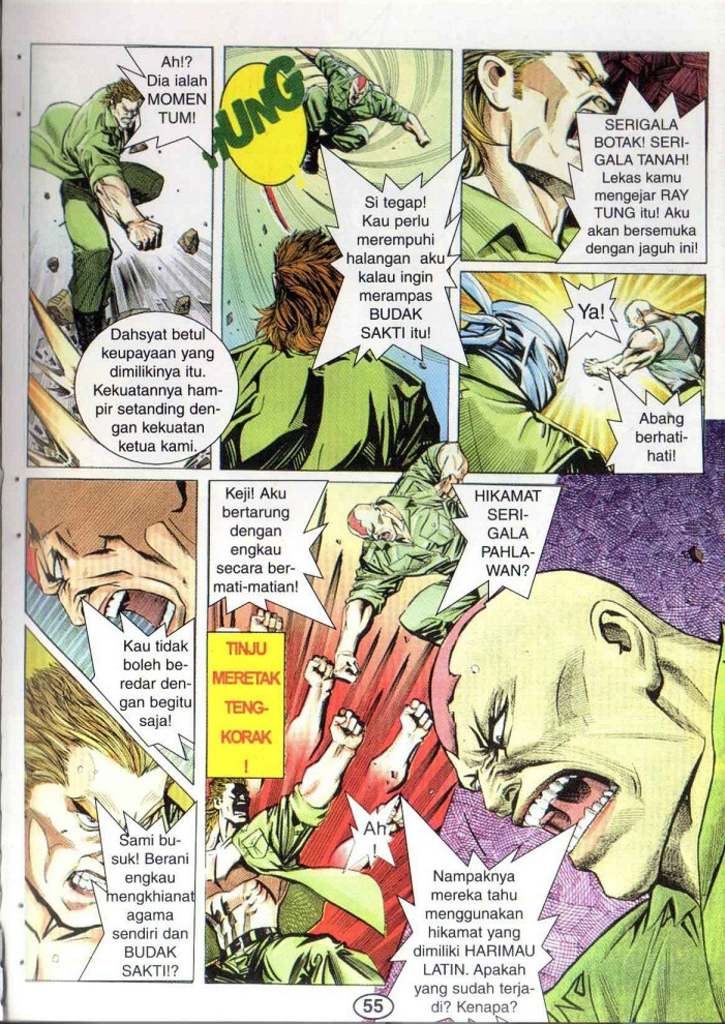 Ah!?
Dia ialah
MOMEN
TUM!
Dahsyat betul
keupayaan yang
dimilikinya itu.
Kekuatannya ham-
pir setanding den-
gan kekuatan
ketua kami.
HUNG
Si tegap!
Kau perlu
merempuhi
halangan aku
kalau ingin
merampas
BUDAK
SAKTI itu!
SERIGALA
BOTAK! SERI-
GALA TANAH!
Lekas kamu
mengejar RAY
TUNG itu! Aku
akan bersemuka
dengan jaguh ini!
Ya!
Abang
berhati-
hati!
Kau tidak
boleh be-
redar den-
gan begitu
saja!
Sami bu-
suk! Berani
engkau
mengkhianat
agama
sendiri dan
BUDAK
SAKTI!?
Keji! Aku
bertarung
dengan
engkau
secara ber-
mati-matian!
HIKAMAT
SERI-
GALA
PAHLA-
WAN?
TINJU
MERETAK
TENG-
KORAK
!
Ah
!
Nampaknya
mereka tahu
menggunakan
hikamat yang
dimiliki HARIMAU
LATIN. Apakah
yang sudah terja-
di? Kenapa?
55